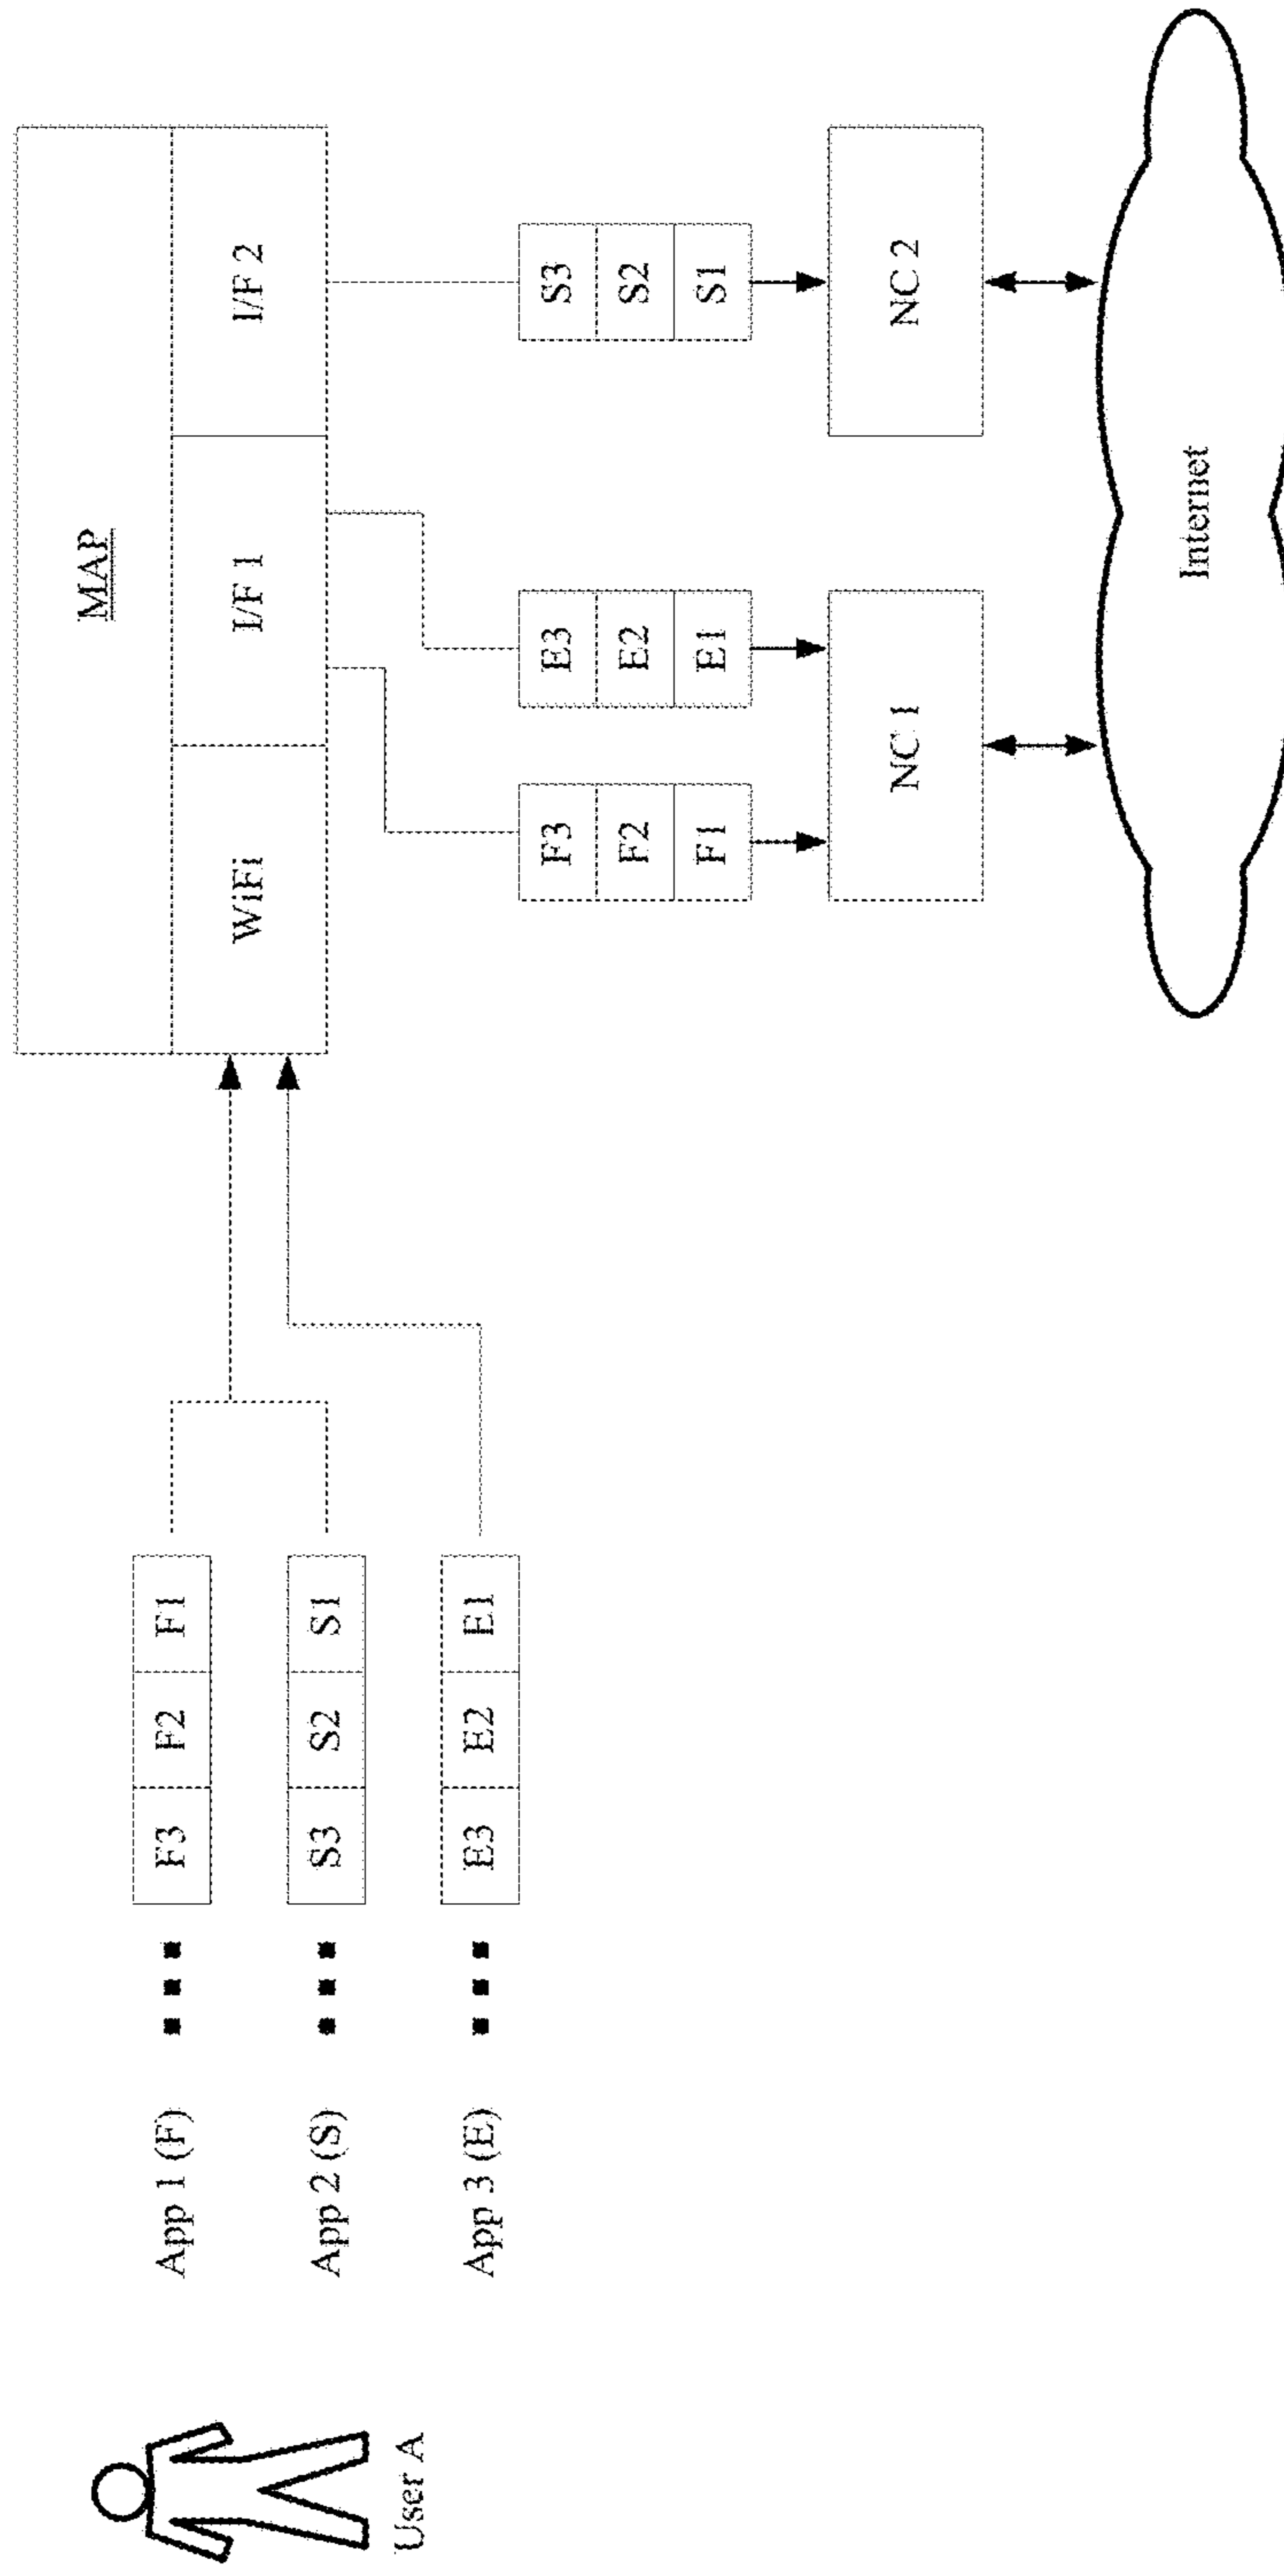 MAP
App 1 (F) F3 F2 F1
WiFi I/F 1 I/F 2
App 2 (S) S3 S2 S1
User A
App 3 (E) E3 E2 E1
F3 E3 S3
F2 E2 S2
F1 E1 S1
NC 1 NC 2
Internet